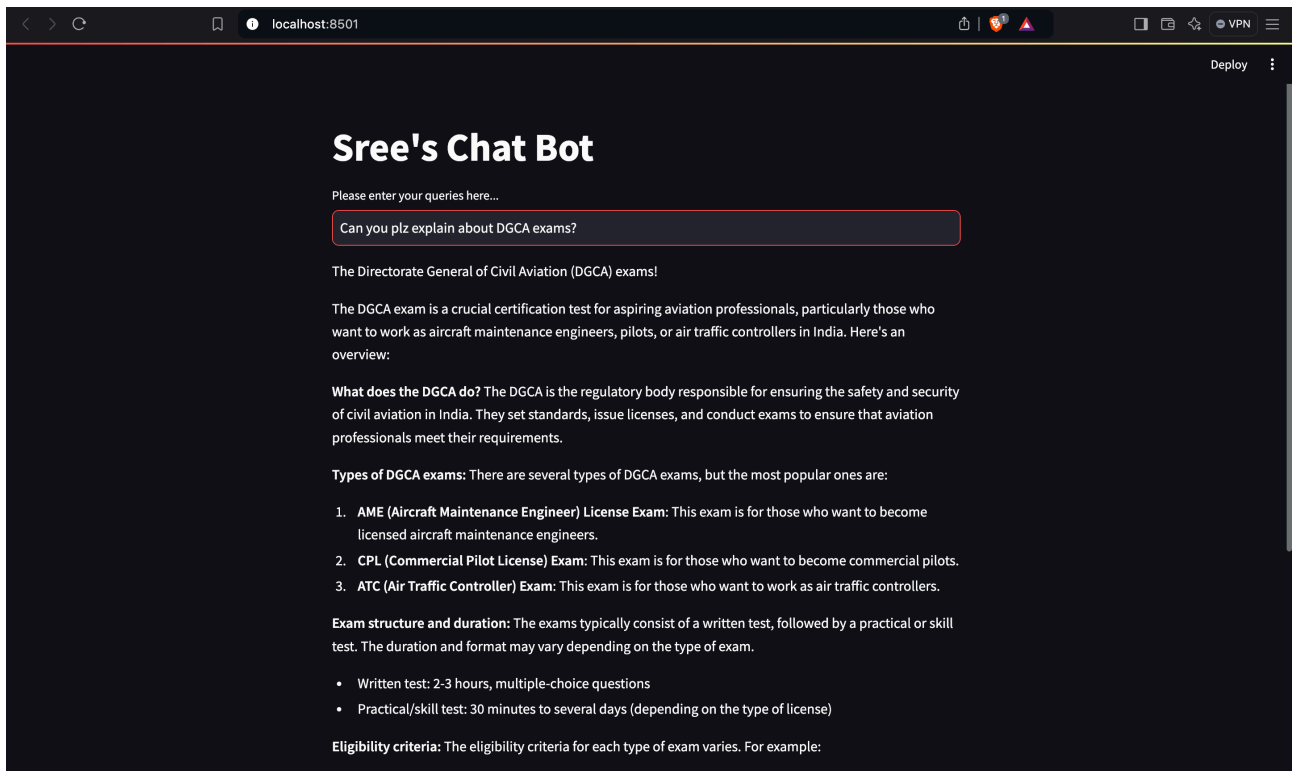 localhost:8501
1
VPN
Deploy
Sree's Chat Bot
Please enter your queries here...
Can you plz explain about DGCA exams?
The Directorate General of Civil Aviation (DGCA) exams!
The DGCA exam is a crucial certification test for aspiring aviation professionals, particularly those who
want to work as aircraft maintenance engineers, pilots, or air traffic controllers in India. Here's an
overview:
What does the DGCA do? The DGCA is the regulatory body responsible for ensuring the safety and security
of civil aviation in India. They set standards, issue licenses, and conduct exams to ensure that aviation
professionals meet their requirements.
Types of DGCA exams: There are several types of DGCA exams, but the most popular ones are:
1. AME (Aircraft Maintenance Engineer) License Exam: This exam is for those who want to become
licensed aircraft maintenance engineers.
2. CPL (Commercial Pilot License) Exam: This exam is for those who want to become commercial pilots.
3. ATC (Air Traffic Controller) Exam: This exam is for those who want to work as air traffic controllers.
Exam structure and duration: The exams typically consist of a written test, followed by a practical or skill
test. The duration and format may vary depending on the type of exam.
• Written test: 2-3 hours, multiple-choice questions
• Practical/skill test: 30 minutes to several days (depending on the type of license)
Eligibility criteria: The eligibility criteria for each type of exam varies. For example: